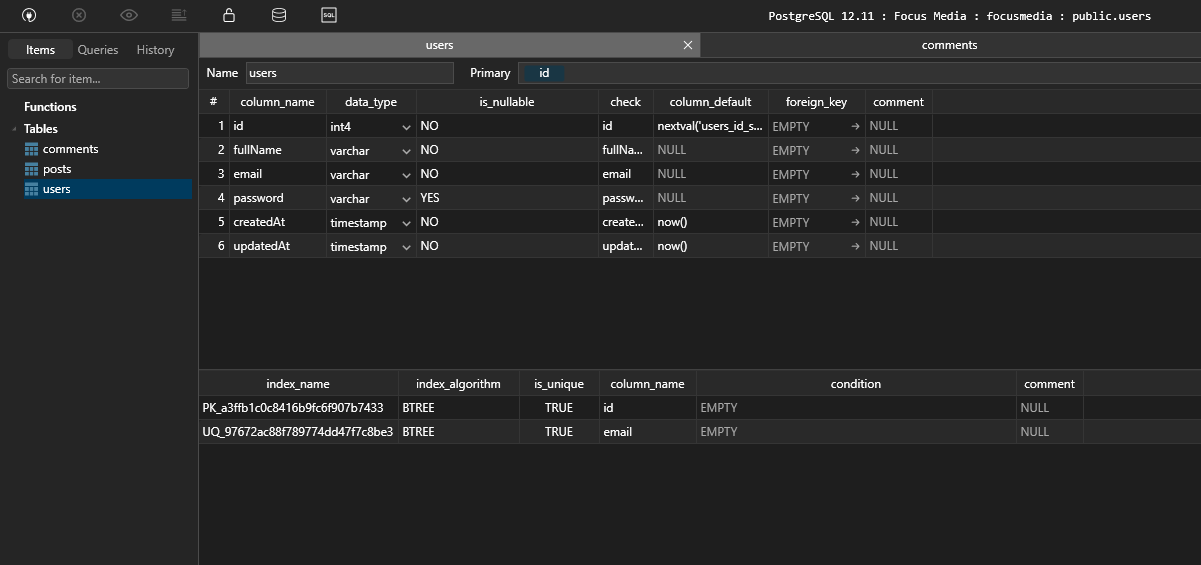 SQL
PostgreSQL 12.11 : Focus Media : focusmedia : public.users
Items Queries History
users
comments
Search for item...
Name users Primary id
Functions
Tables
comments
posts
users
# column_name data_type is_nullable check column_default foreign_key comment
1 id int4 NO id nextval('users_id_s... EMPTY NULL
2 fullName varchar NO fullNa... NULL EMPTY NULL
3 email varchar NO email NULL EMPTY NULL
4 password varchar YES passw... NULL EMPTY NULL
5 createdAt timestamp NO create... now() EMPTY NULL
6 updatedAt timestamp NO updat... now() EMPTY NULL
index_name index_algorithm is_unique column_name condition comment
PK_a3ffb1c0c8416b9fc6f907b7433 BTREE TRUE id EMPTY NULL
UQ_97672ac88f789774dd47f7c8be3 BTREE TRUE email EMPTY NULL